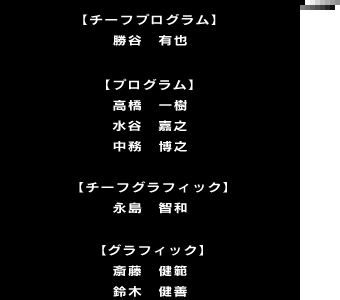 【チーフプログラム】
勝谷　有也
【プログラム】
高橋　一樹
水谷　嘉之
中務　博之
【チーフグラフィック】
永島　智和
【グラフィック】
斎藤　健範
鈴木　健善